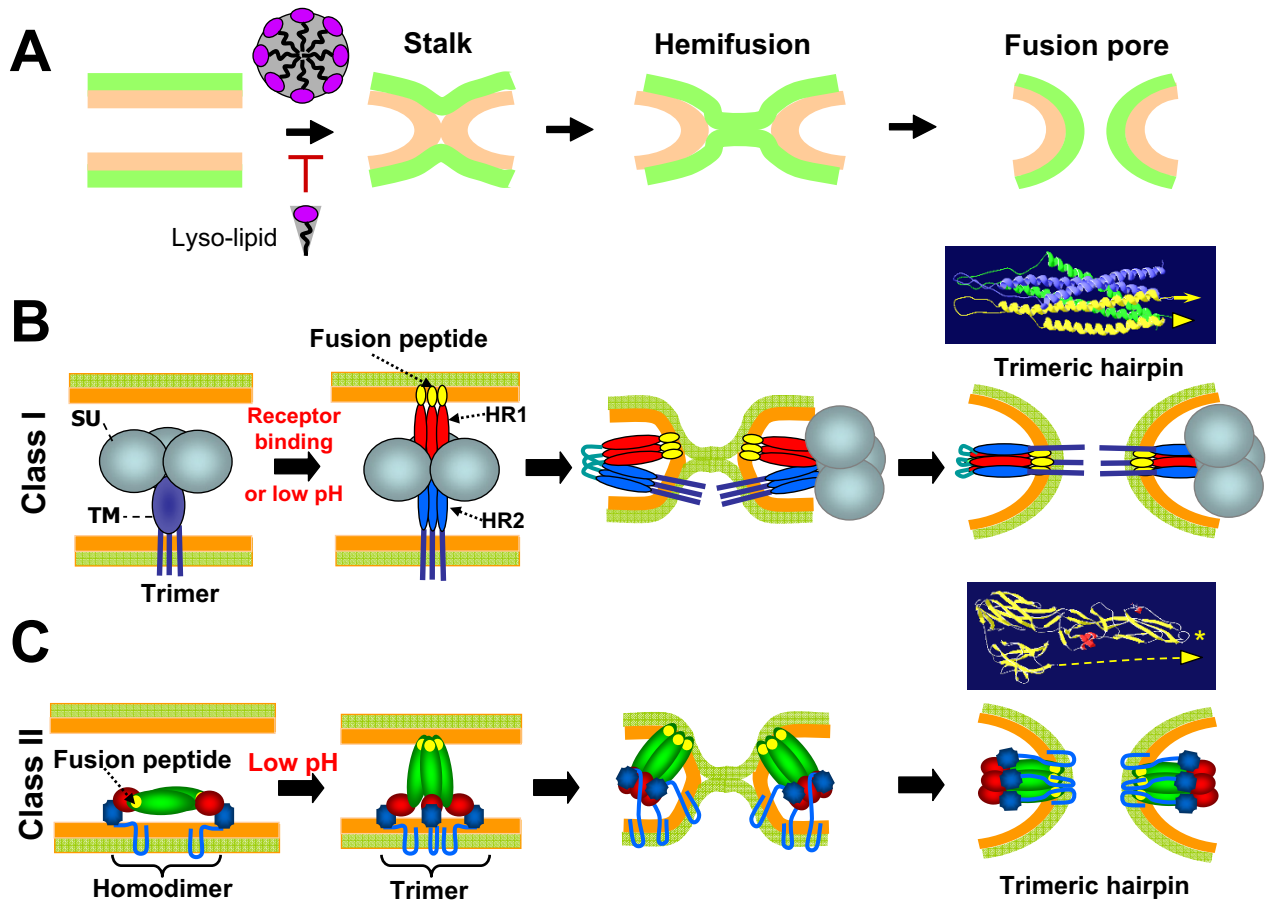 A
Stalk
Hemifusion
Fusion pore
Lyso-lipid
B
Class I
Fusion peptide
SU
TM
Receptor
binding
or low pH
HR1
HR2
Trimer
Trimeric hairpin
C
Class II
Fusion peptide
Low pH
*
Homodimer
Trimer
Trimeric hairpin